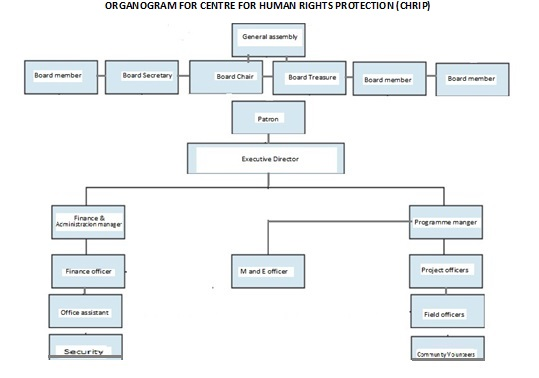 ORGANOGRAM FOR CENTRE FOR HUMAN RIGHTS PROTECTION (CHRIP)
General assembly
Board member
Board Secretary
Board Chair
Board Treasure
Board member
Board member
Patron
Executive Director
Finance &
Administration manager
Programme manger
Finance officer
M and E officer
Project officers
Office assistant
Field officers
Security
Community Volunteers